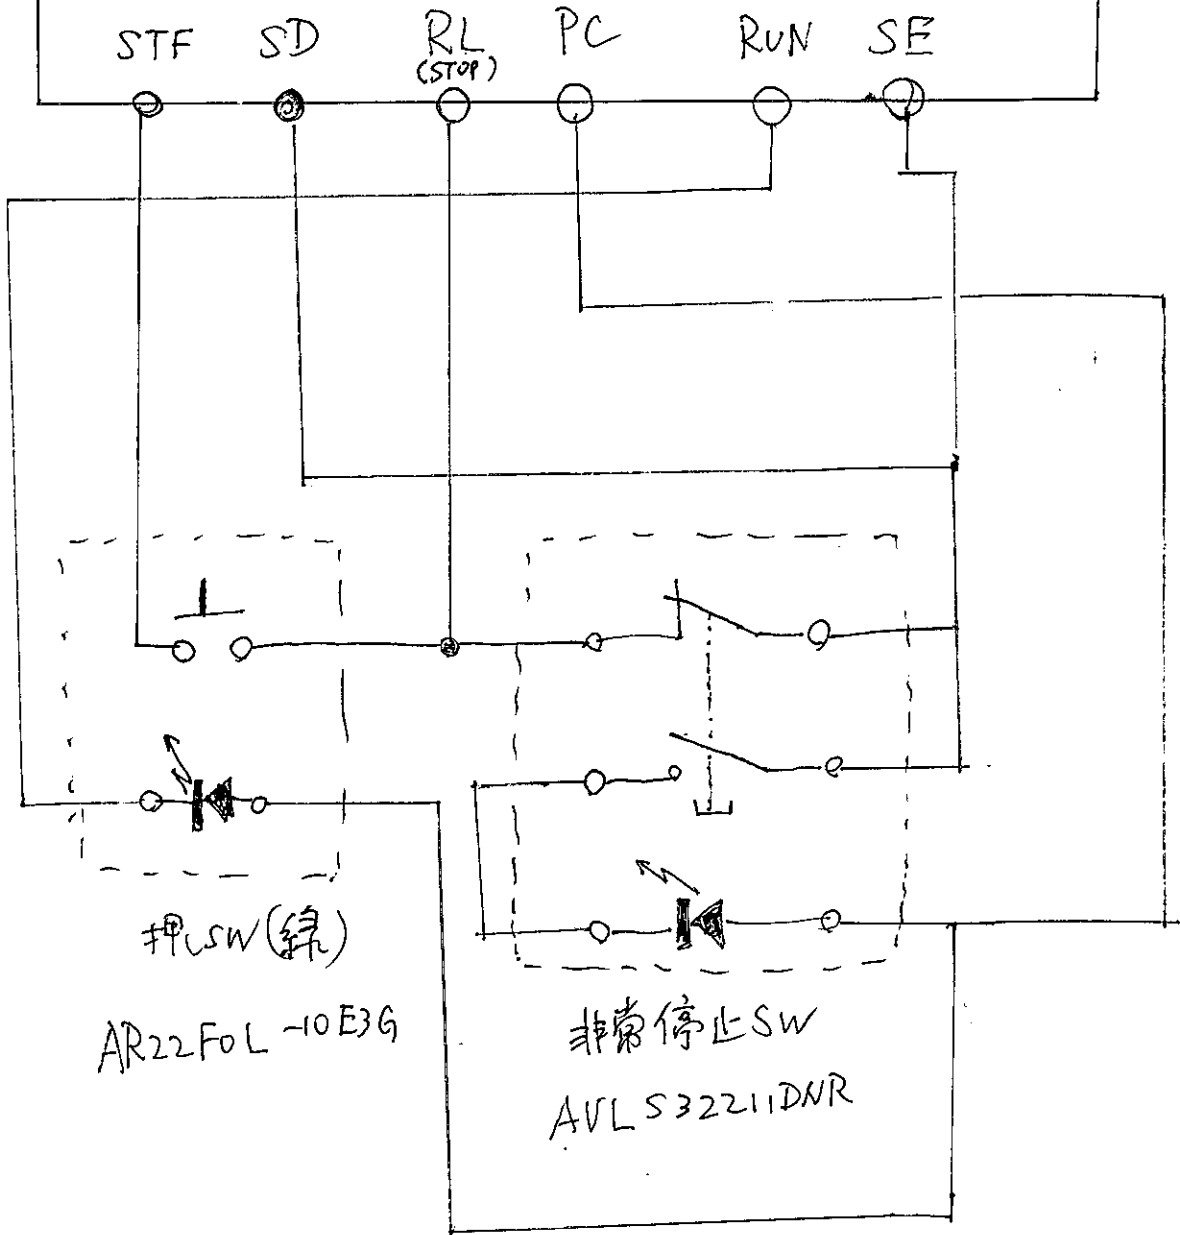 STF SD RL PC RUN SE
(STOP)
押しSW(緑)
AR22F0L-10E3G
非常停止SW
AVLS32211DNR